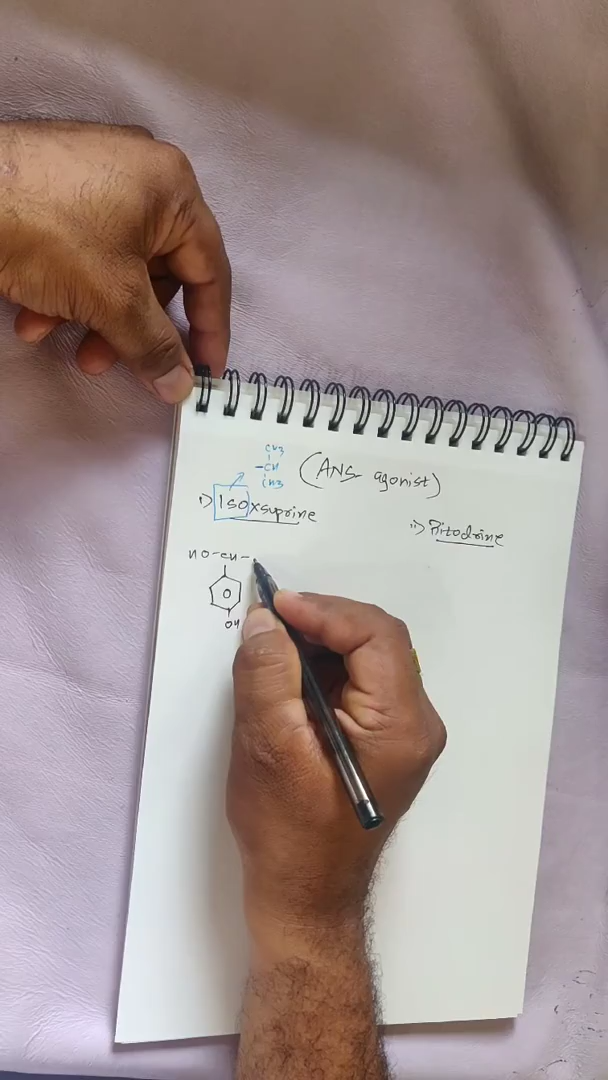 CH3
-CH
CH3
(ANS agonist)
i) Isoxsuprine
ii) Ritodrine
HO-CH-
OH